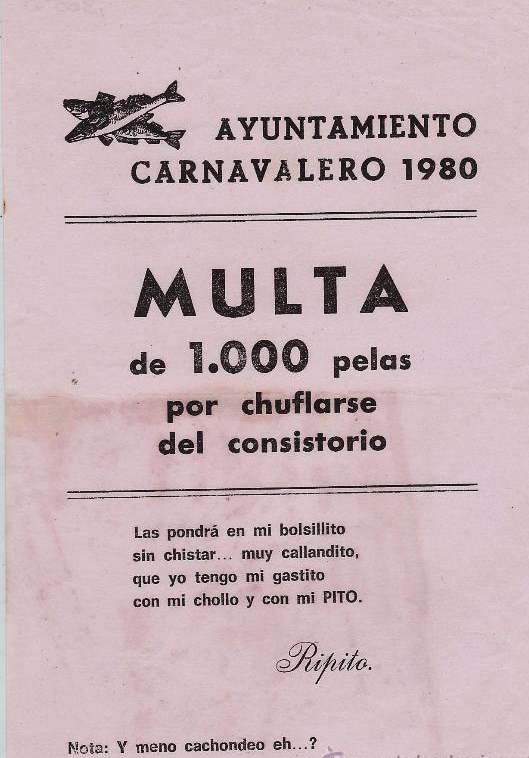 AYUNTAMIENTO
CARNAVALERO 1980
MULTA
de 1.000 pelas
por chuflarse
del consistorio
Las pondrá en mi bolsillito
sin chistar... muy callandito,
que yo tengo mi gastito
con mi chollo y con mi PITO.
Ripito.
Nota: Y meno cachondeo eh...?